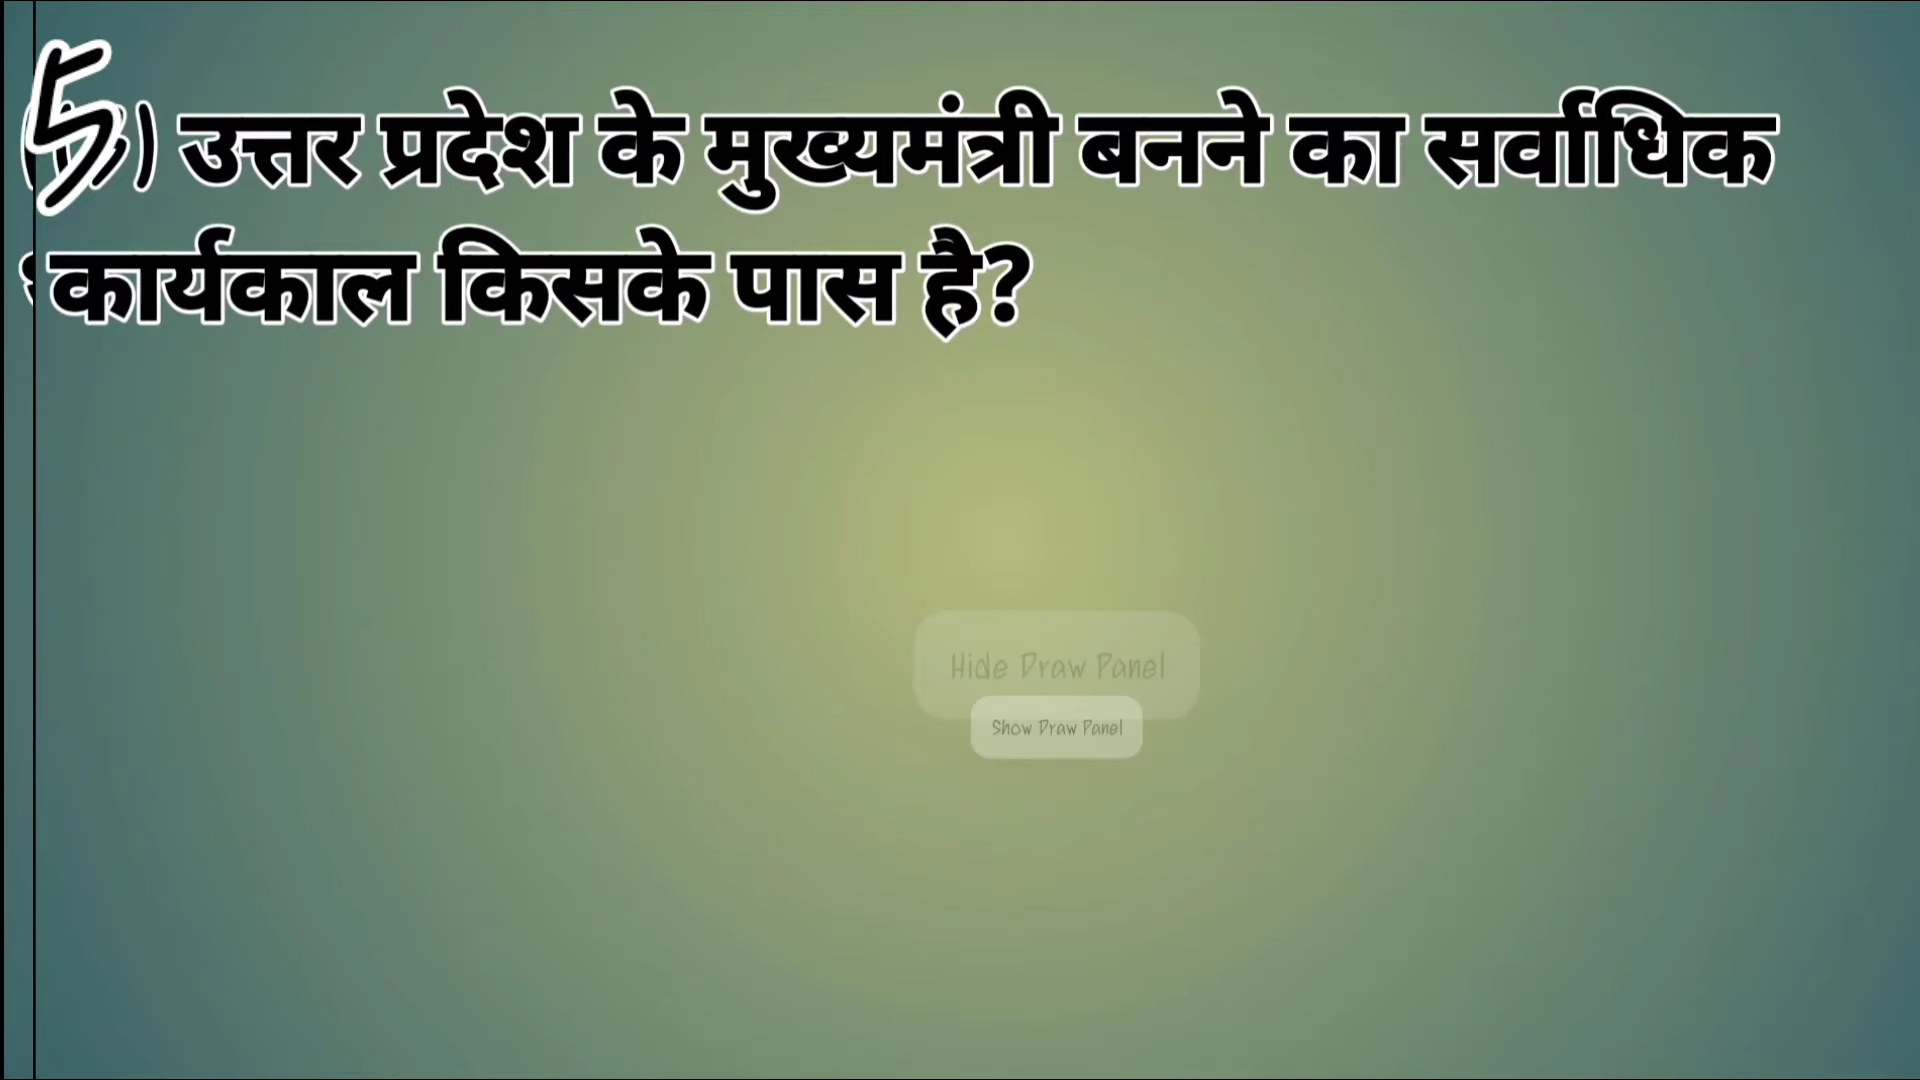 5) उत्तर प्रदेश के मुख्यमंत्री बनने का सर्वाधिक
कार्यकाल किसके पास है?
Hide Draw Panel
Show Draw Panel